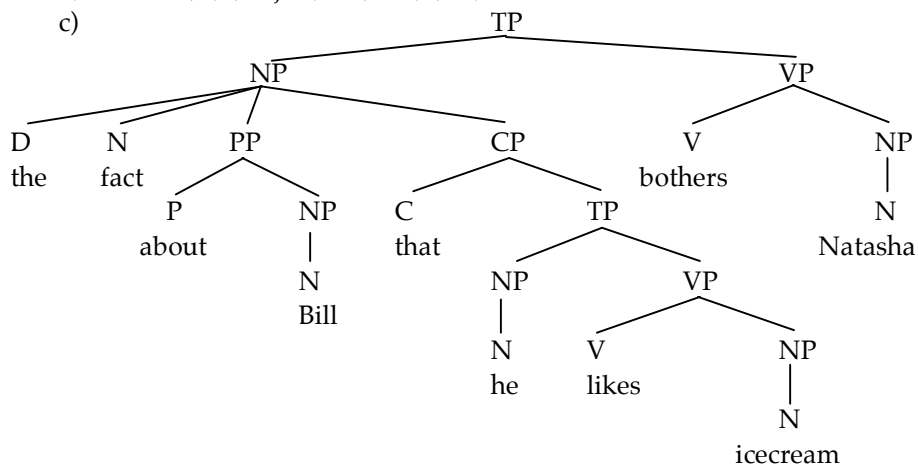 c) TP
NP VP
D N PP CP V NP
the fact bothers
P NP C TP N
about that Natasha
N NP VP
Bill
N V NP
he likes
N
icecream